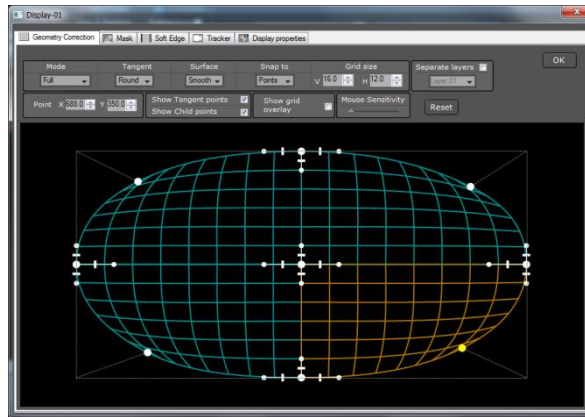 Display-01
Geometry Correction Mask Soft Edge Tracker Display properties
OK
Mode Tangent Surface Snap to Grid size Separate layers
Full Round Smooth Points V 16.0 H 12.0 Layer 01
Point X 588.0 Y 350.0 Show Tangent points Show grid Mouse Sensitivity Reset
Show Child points overlay